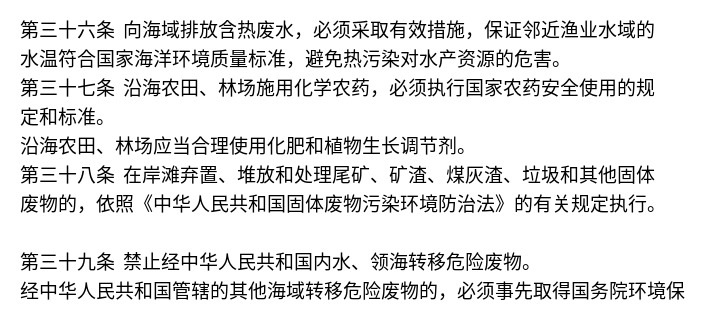 第三十六条 向海域排放含热废水，必须采取有效措施，保证邻近渔业水域的
水温符合国家海洋环境质量标准，避免热污染对水产资源的危害。
第三十七条 沿海农田、林场施用化学农药，必须执行国家农药安全使用的规
定和标准。
沿海农田、林场应当合理使用化肥和植物生长调节剂。
第三十八条 在岸滩弃置、堆放和处理尾矿、矿渣、煤灰渣、垃圾和其他固体
废物的，依照《中华人民共和国固体废物污染环境防治法》的有关规定执行。
第三十九条 禁止经中华人民共和国内水、领海转移危险废物。
经中华人民共和国管辖的其他海域转移危险废物的，必须事先取得国务院环境保